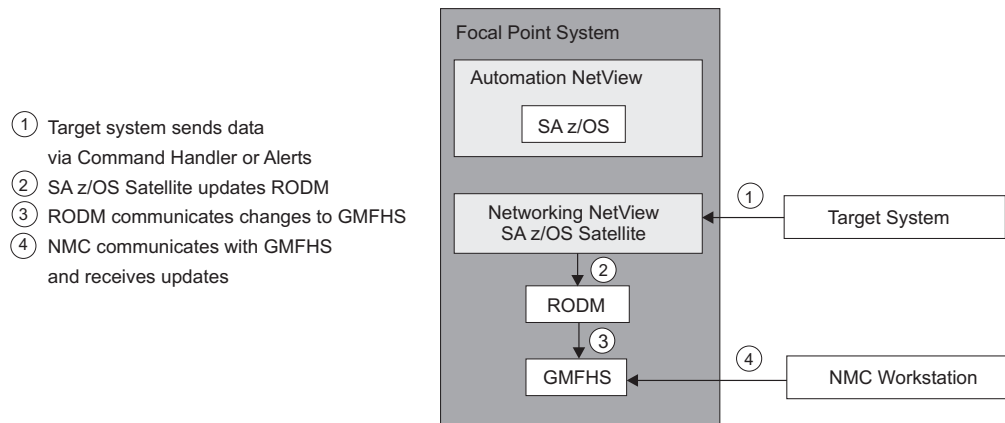 ① Target system sends data
via Command Handler or Alerts
② SA z/OS Satellite updates RODM
③ RODM communicates changes to GMFHS
④ NMC communicates with GMFHS
and receives updates
Focal Point System
Automation NetView
SA z/OS
Networking NetView
SA z/OS Satellite
①
Target System
②
RODM
③
GMFHS
④
NMC Workstation